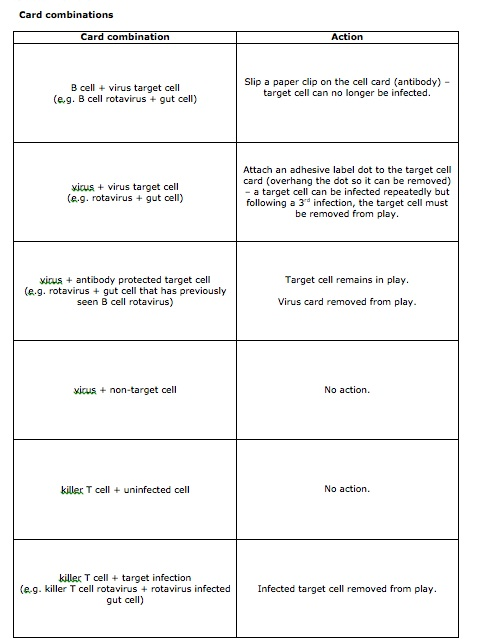 Card combinations
Card combination
Action
B cell + virus target cell
(e.g. B cell rotavirus + gut cell)
Slip a paper clip on the cell card (antibody) –
target cell can no longer be infected.
virus + virus target cell
(e.g. rotavirus + gut cell)
Attach an adhesive label dot to the target cell
card (overhang the dot so it can be removed)
– a target cell can be infected repeatedly but
following a 3rd infection, the target cell must
be removed from play.
virus + antibody protected target cell
(e.g. rotavirus + gut cell that has previously
seen B cell rotavirus)
Target cell remains in play.
Virus card removed from play.
virus + non-target cell
No action.
killer T cell + uninfected cell
No action.
killer T cell + target infection
(e.g. killer T cell rotavirus + rotavirus infected
gut cell)
Infected target cell removed from play.